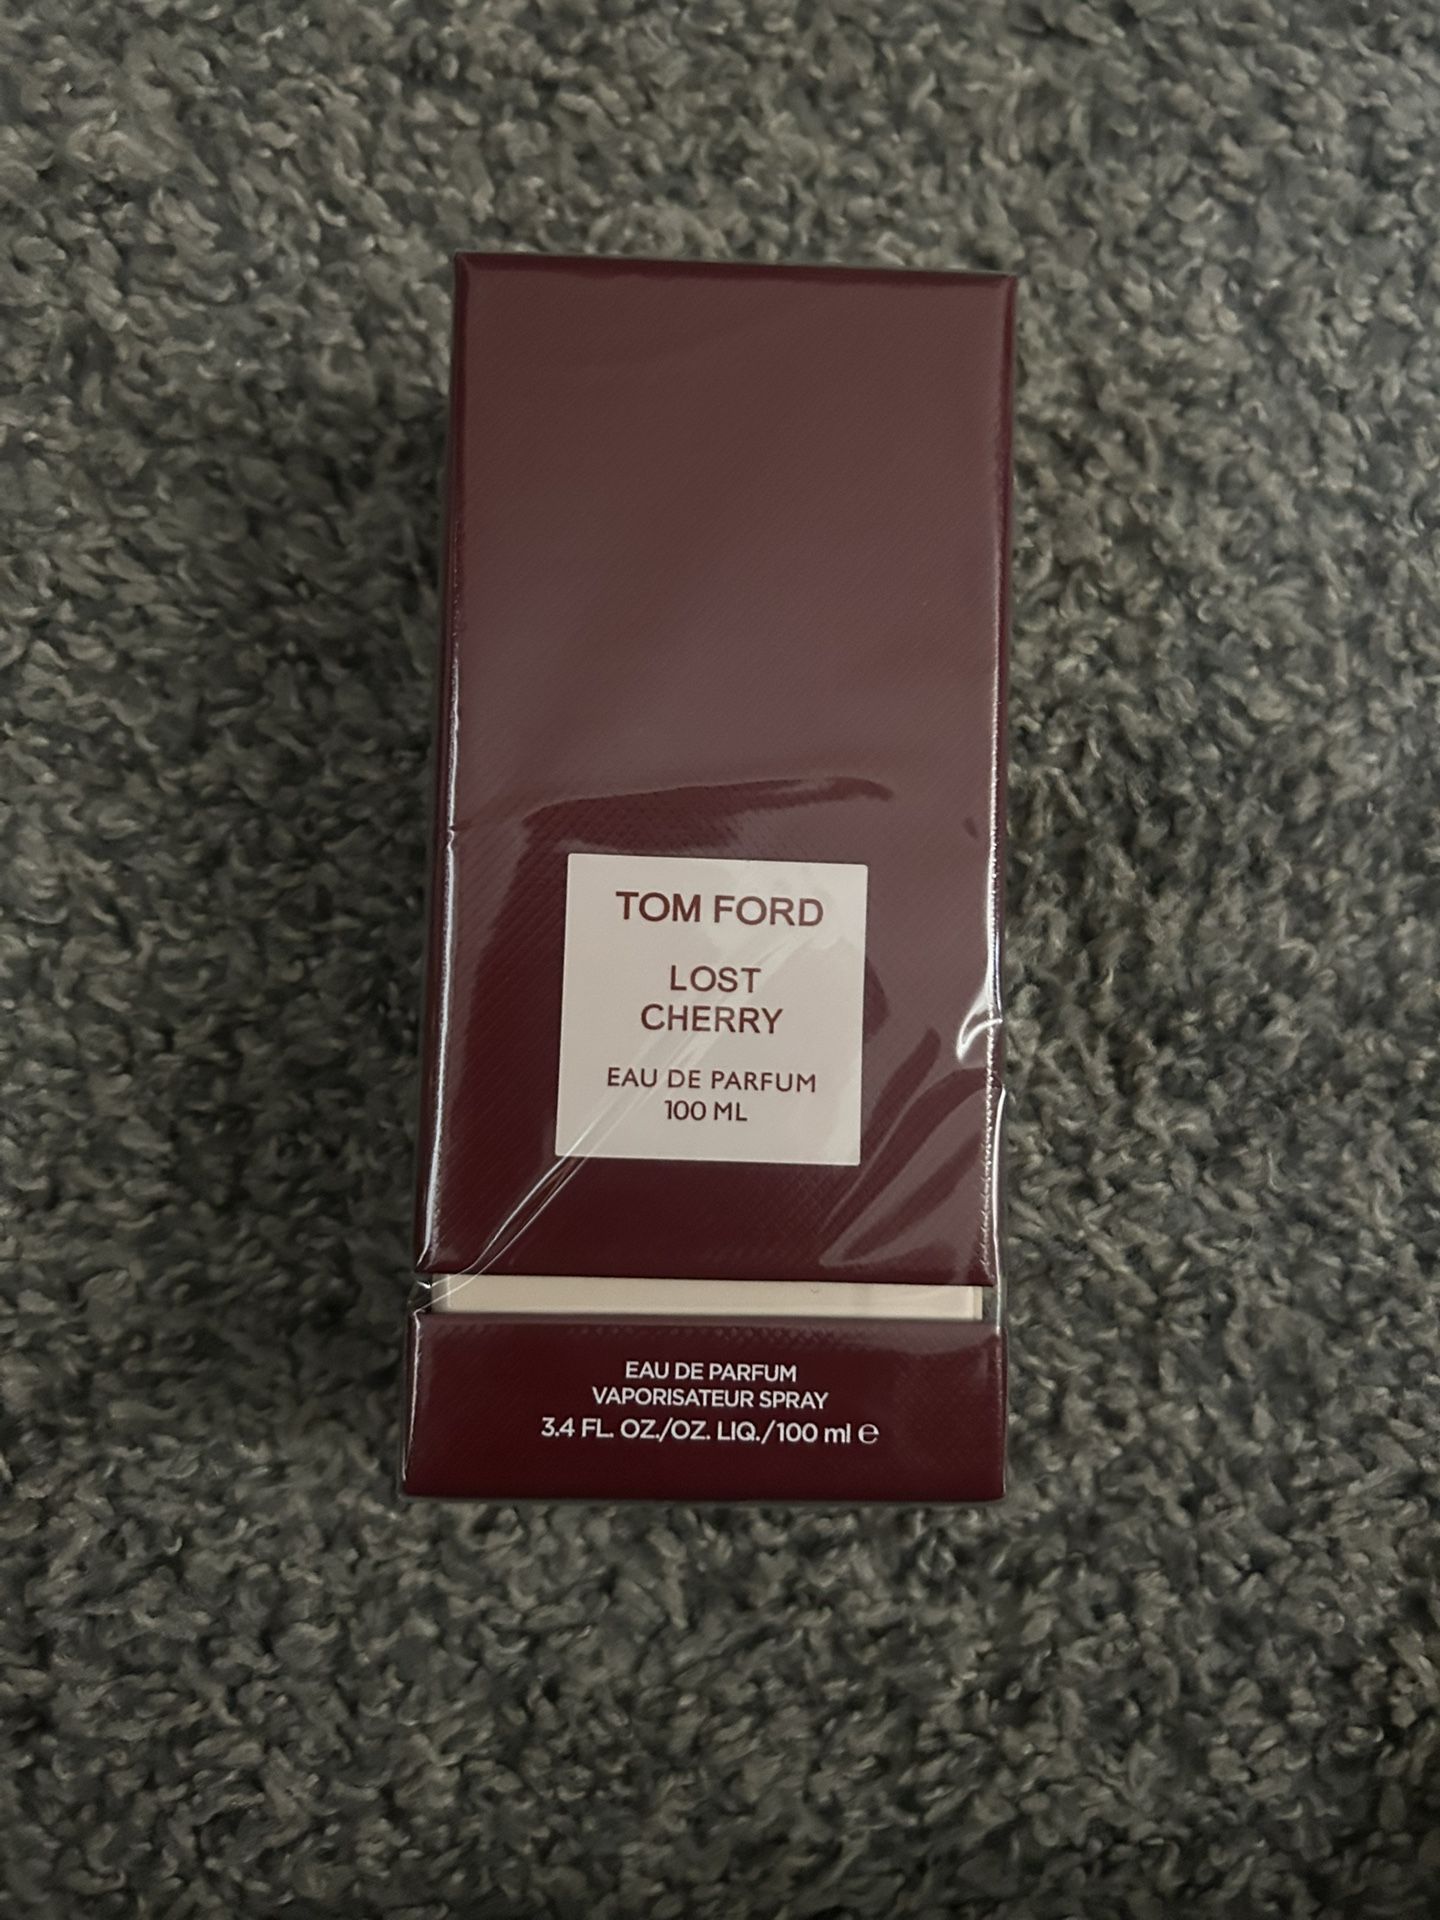 TOM FORD
LOST
CHERRY
EAU DE PARFUM
100 ML
EAU DE PARFUM
VAPORISATEUR SPRAY
3.4 FL. OZ./OZ. LIQ./100 ml ℮